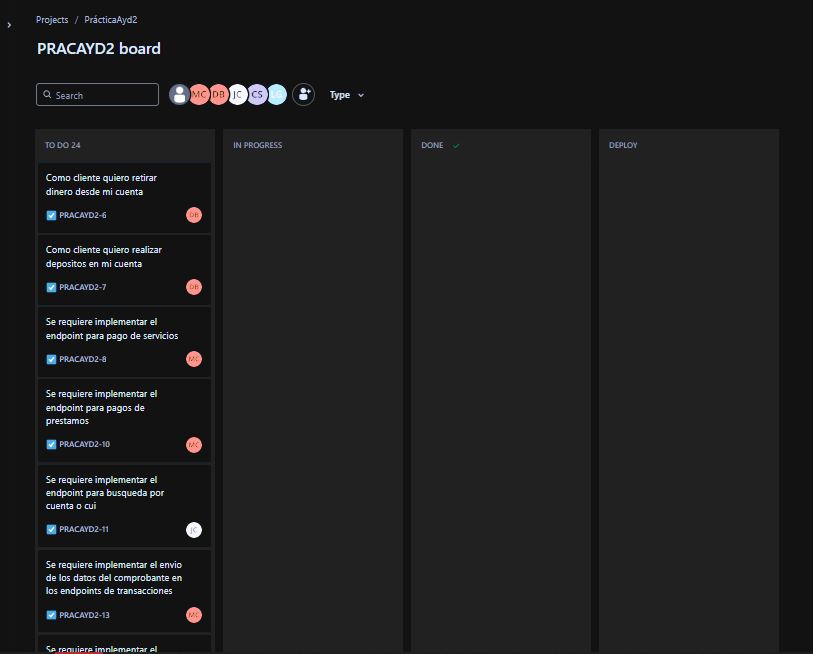 Projects / PrácticaAyd2
PRACAYD2 board
Search
MC DB JC CS
Type
TO DO 24
IN PROGRESS
DONE
DEPLOY
Como cliente quiero retirar
dinero desde mi cuenta
PRACAYD2-6
DB
Como cliente quiero realizar
depositos en mi cuenta
PRACAYD2-7
DB
Se requiere implementar el
endpoint para pago de servicios
PRACAYD2-8
MC
Se requiere implementar el
endpoint para pagos de
prestamos
PRACAYD2-10
MC
Se requiere implementar el
endpoint para busqueda por
cuenta o cui
PRACAYD2-11
JC
Se requiere implementar el envio
de los datos del comprobante en
los endpoints de transacciones
PRACAYD2-13
MC
Se requiere implementar el